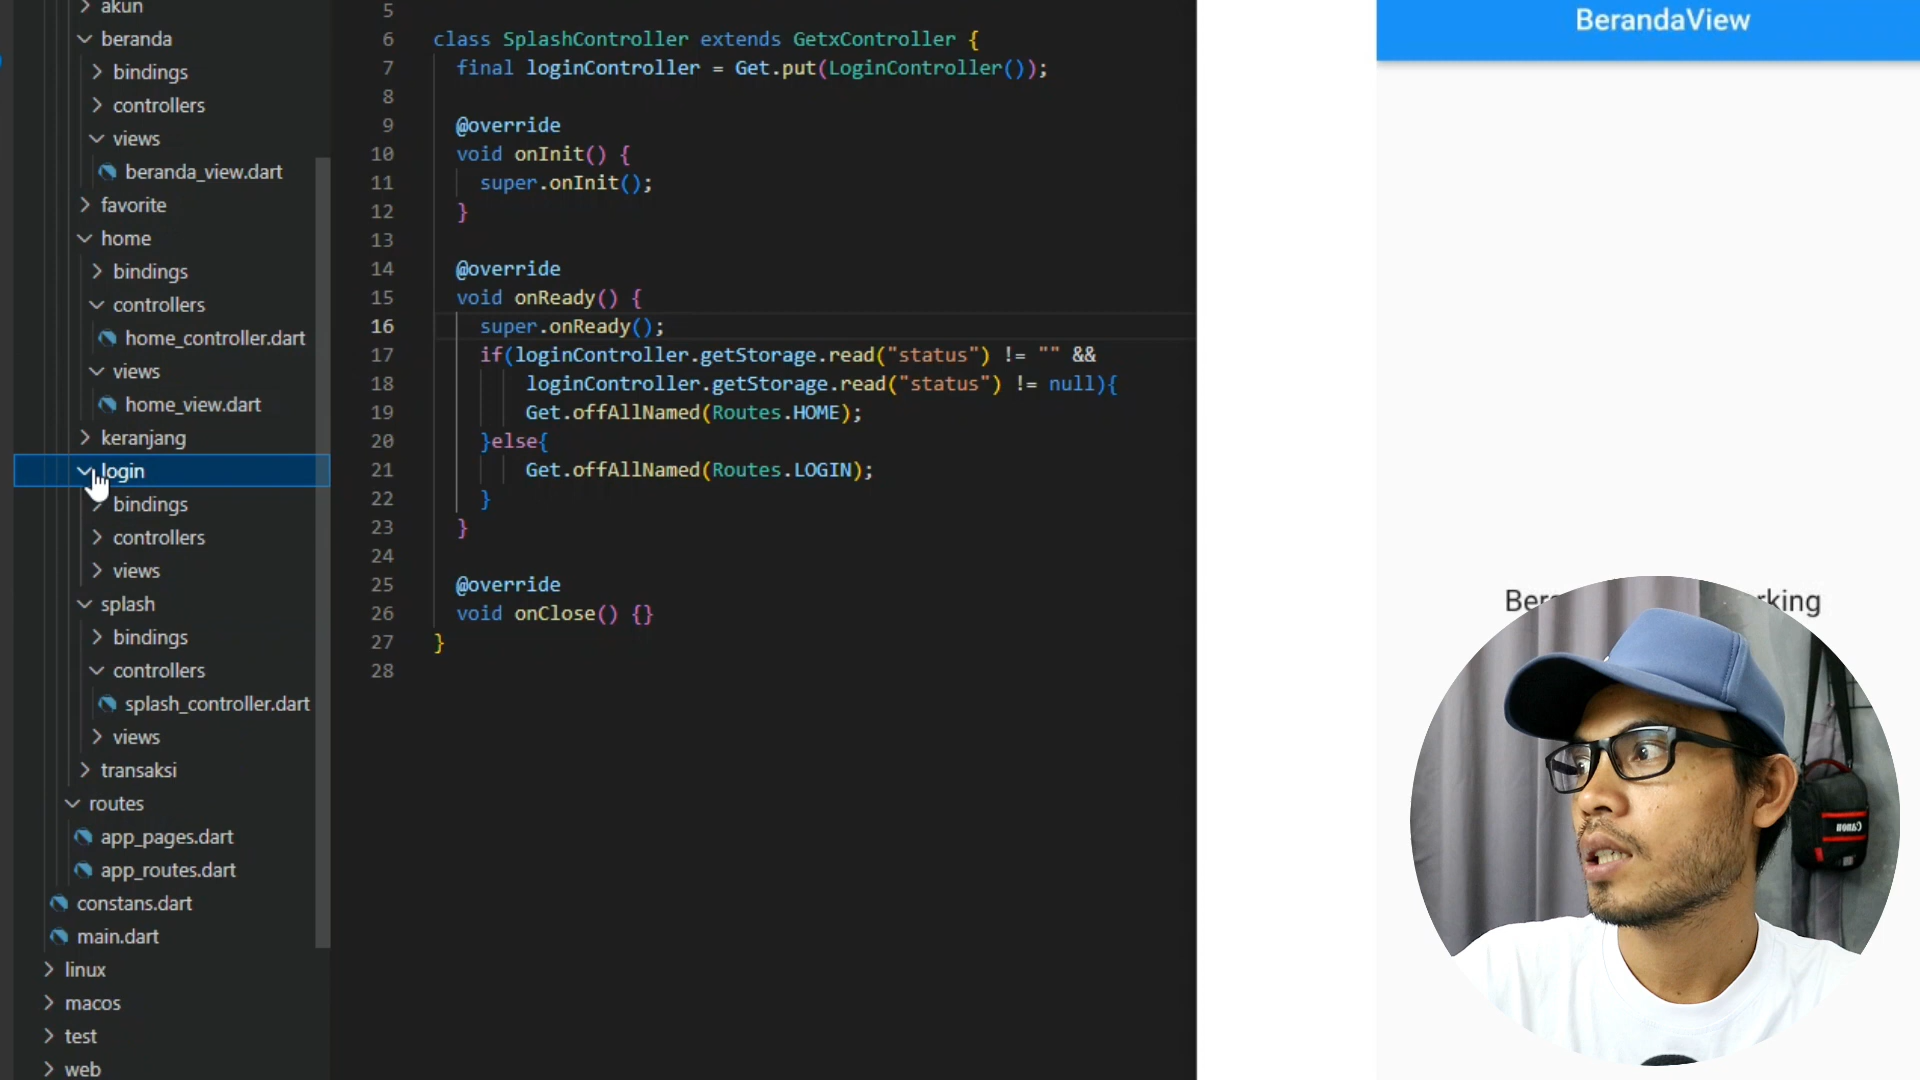 akun
beranda
bindings
controllers
views
beranda_view.dart
favorite
home
bindings
controllers
home_controller.dart
views
home_view.dart
keranjang
login
bindings
controllers
views
splash
bindings
controllers
splash_controller.dart
views
transaksi
routes
app_pages.dart
app_routes.dart
constans.dart
main.dart
linux
macos
test
web
5
6 class SplashController extends GetxController {
7 final loginController = Get.put(LoginController());
8
9 @override
10 void onInit() {
11 super.onInit();
12 }
13
14 @override
15 void onReady() {
16 super.onReady();
17 if(loginController.getStorage.read("status") != "" &&
18 loginController.getStorage.read("status") != null){
19 Get.offAllNamed(Routes.HOME);
20 }else{
21 Get.offAllNamed(Routes.LOGIN);
22 }
23 }
24
25 @override
26 void onClose() {}
27 }
28
BerandaView
Canon